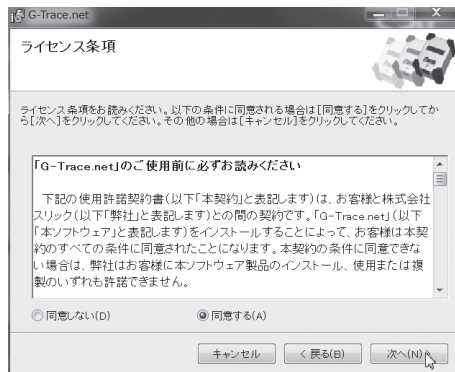 G-Trace.net
ライセンス条項
ライセンス条項をお読みください。以下の条件に同意される場合は[同意する]をクリックしてか
ら[次へ]をクリックしてください。その他の場合は[キャンセル]をクリックしてください。
「G-Trace.net」のご使用前に必ずお読みください
下記の使用許諾契約書(以下「本契約」と表記します)は、お客様と株式会社
スリック(以下「弊社」と表記します)との間の契約です。「G-Trace.net」(以下
「本ソフトウェア」と表記します)をインストールすることによって、お客様は本契
約のすべての条件に同意されたことになります。本契約の条件に同意できな
い場合は、弊社はお客様に本ソフトウェア製品のインストール、使用または複
製のいずれも許諾できません。
同意しない(D) 同意する(A)
キャンセル < 戻る(B) 次へ(N) >